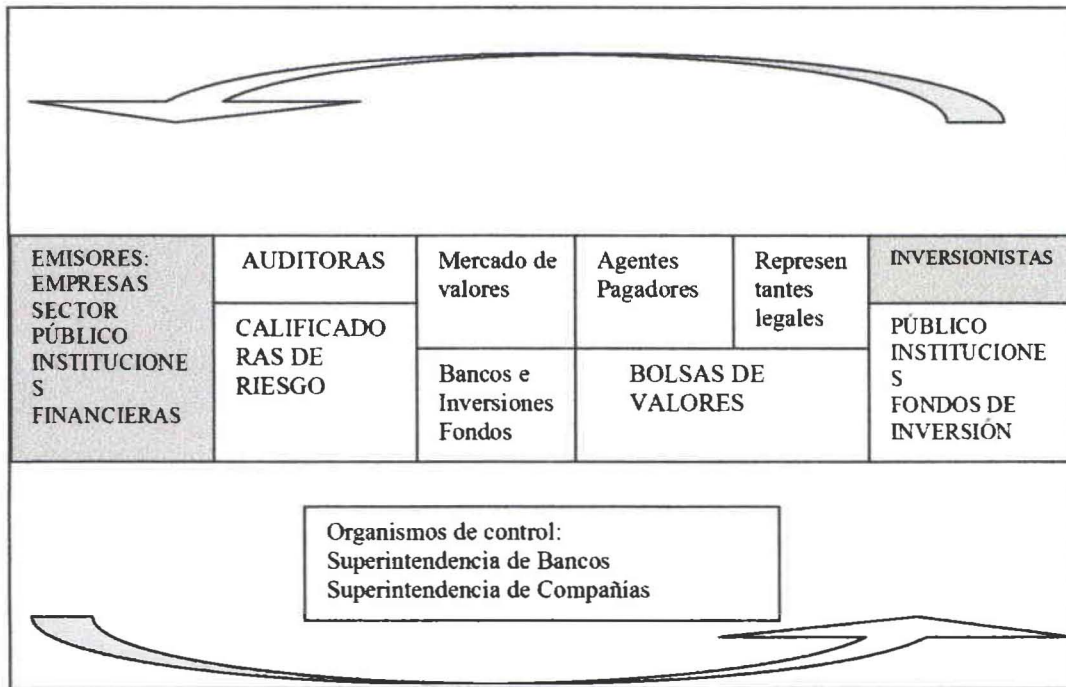 EMISORES:
EMPRESAS
SECTOR
PÚBLICO
INSTITUCIONE
S
FINANCIERAS
AUDITORAS
CALIFICADO
RAS DE
RIESGO
Mercado de
valores
Bancos e
Inversiones
Fondos
Agentes
Pagadores
Represen
tantes
legales
BOLSAS DE
VALORES
INVERSIONISTAS
PÚBLICO
INSTITUCIONE
S
FONDOS DE
INVERSIÓN
Organismos de control:
Superintendencia de Bancos
Superintendencia de Compañías